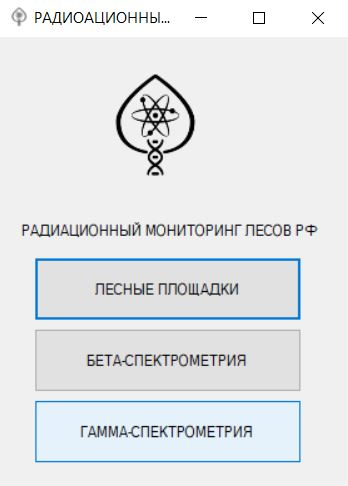 РАДИОАЦИОННЫ...
РАДИАЦИОННЫЙ МОНИТОРИНГ ЛЕСОВ РФ
ЛЕСНЫЕ ПЛОЩАДКИ
БЕТА-СПЕКТРОМЕТРИЯ
ГАММА-СПЕКТРОМЕТРИЯ